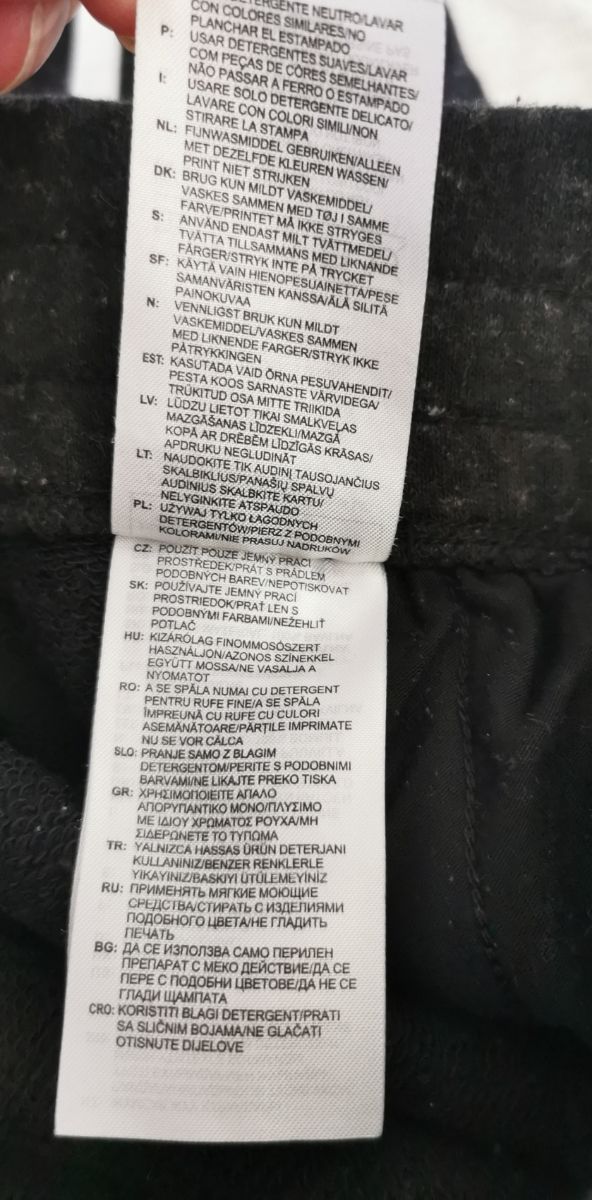 DETERGENTE NEUTRO/LAVAR
CON COLORES SIMILARES/NO
PLANCHAR EL ESTAMPADO
P: USAR DETERGENTES SUAVES/LAVAR
COM PEÇAS DE CÔRES SEMELHANTES/
NÃO PASSAR A FERRO O ESTAMPADO
I: USARE SOLO DETERGENTE DELICATO/
LAVARE CON COLORI SIMILI/NON
STIRARE LA STAMPA
NL: FIJNWASMIDDEL GEBRUIKEN/ALLEEN
MET DEZELFDE KLEUREN WASSEN/
PRINT NIET STRIJKEN
DK: BRUG KUN MILDT VASKEMIDDEL/
VASKES SAMMEN MED TØJ I SAMME
FARVE/PRINTET MÅ IKKE STRYGES
S: ANVÄND ENDAST MILT TVÄTTMEDEL/
TVÄTTA TILLSAMMANS MED LIKNANDE
FÄRGER/STRYK INTE PÅ TRYCKET
SF: KÄYTÄ VAIN HIENOPESUAINETTA/PESE
SAMANVÄRISTEN KANSSA/ÄLÄ SILITÄ
PAINOKUVAA
N: VENNLIGST BRUK KUN MILDT
VASKEMIDDEL/VASKES SAMMEN
MED LIKNENDE FARGER/STRYK IKKE
PÅTRYKKINGEN
EST: KASUTADA VAID ÕRNA PESUVAHENDIT/
PESTA KOOS SARNASTE VÄRVIDEGA/
TRÜKITUD OSA MITTE TRIIKIDA
LV: LŪDZU LIETOT TIKAI SMALKVEĻAS
MAZGĀŠANAS LĪDZEKLI/MAZGĀ
KOPĀ AR DRĒBĒM LĪDZĪGĀS KRĀSAS/
APDRUKU NEGLUDINĀT
LT: NAUDOKITE TIK AUDINĮ TAUSOJANČIUS
SKALBIKLIUS/PANAŠIŲ SPALVŲ
AUDINIUS SKALBKITE KARTU/
NELYGINKITE ATSPAUDO
PL: UŻYWAJ TYLKO ŁAGODNYCH
DETERGENTÓW/PIERZ Z PODOBNYMI
KOLORAMI/NIE PRASUJ NADRUKÓW
CZ: POUŽÍT POUZE JEMNÝ PRACÍ
PROSTŘEDEK/PRÁT S PRÁDLEM
PODOBNÝCH BAREV/NEPOTISKOVAT
SK: POUŽÍVAJTE JEMNÝ PRACÍ
PROSTRIEDOK/PRAŤ LEN S
PODOBNÝMI FARBAMI/NEŽEHLIŤ
POTLAČ
HU: KIZÁRÓLAG FINOMMOSÓSZERT
HASZNÁLJON/AZONOS SZÍNEKKEL
EGYÜTT MOSSA/NE VASALJA A
NYOMATOT
RO: A SE SPĂLA NUMAI CU DETERGENT
PENTRU RUFE FINE/A SE SPĂLA
ÎMPREUNĂ CU RUFE CU CULORI
ASEMĂNĂTOARE/PĂRŢILE IMPRIMATE
NU SE VOR CĂLCA
SLO: PRANJE SAMO Z BLAGIM
DETERGENTOM/PERITE S PODOBNIMI
BARVAMI/NE LIKAJTE PREKO TISKA
GR: ΧΡΗΣΙΜΟΠΟΙΕΙΤΕ ΑΠΑΛΟ
ΑΠΟΡΥΠΑΝΤΙΚΟ ΜΟΝΟ/ΠΛΥΣΙΜΟ
ΜΕ ΙΔΙΟΥ ΧΡΩΜΑΤΟΣ ΡΟΥΧΑ/ΜΗ
ΣΙΔΕΡΩΝΕΤΕ ΤΟ ΤΥΠΩΜΑ
TR: YALNIZCA HASSAS ÜRÜN DETERJANI
KULLANINIZ/BENZER RENKLERLE
YIKAYINIZ/BASKIYI ÜTÜLEMEYİNİZ
RU: ПРИМЕНЯТЬ МЯГКИЕ МОЮЩИЕ
СРЕДСТВА/СТИРАТЬ С ИЗДЕЛИЯМИ
ПОДОБНОГО ЦВЕТА/НЕ ГЛАДИТЬ
ПЕЧАТЬ
BG: ДА СЕ ИЗПОЛЗВА САМО ПЕРИЛЕН
ПРЕПАРАТ С МЕКО ДЕЙСТВИЕ/ДА СЕ
ПЕРЕ С ПОДОБНИ ЦВЕТОВЕ/ДА НЕ СЕ
ГЛАДИ ЩАМПАТА
CRO: KORISTITI BLAGI DETERGENT/PRATI
SA SLIČNIM BOJAMA/NE GLAČATI
OTISNUTE DIJELOVE